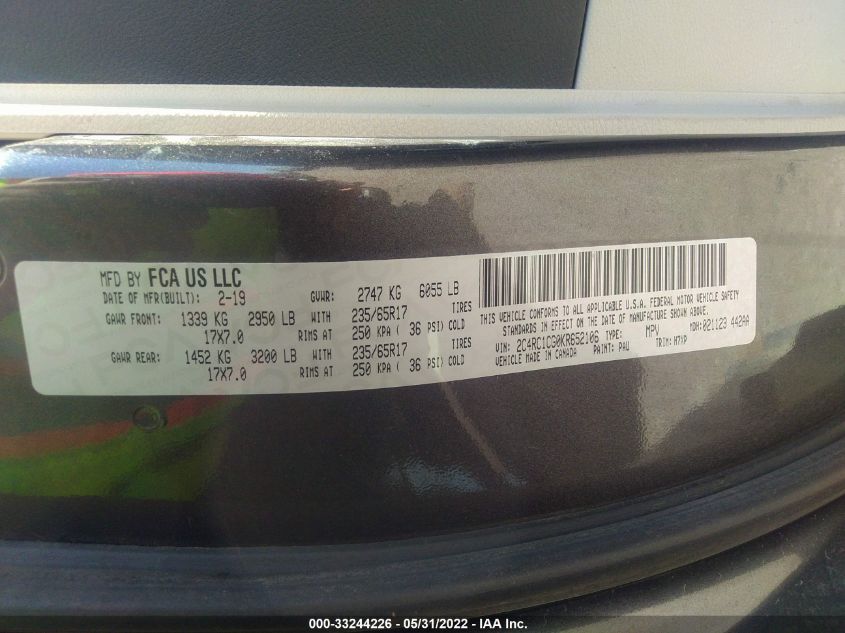 MFD BY FCA US LLC
DATE OF MFR(BUILT): 2-19 GVWR: 2747 KG 6055 LB
GAWR FRONT: 1339 KG 2950 LB WITH 235/65R17 TIRES
17X7.0 RIMS AT 250 KPA ( 36 PSI) COLD
GAWR REAR: 1452 KG 3200 LB WITH 235/65R17 TIRES
17X7.0 RIMS AT 250 KPA ( 36 PSI) COLD
THIS VEHICLE CONFORMS TO ALL APPLICABLE U.S.A. FEDERAL MOTOR VEHICLE SAFETY
STANDARDS IN EFFECT ON THE DATE OF MANUFACTURE SHOWN ABOVE.
VIN: 2C4RC1CG0KR652106 TYPE: MPV MDH:021123 442AA
VEHICLE MADE IN CANADA PAINT: PAU TRIM: H7XP
000-33244226 - 05/31/2022 - IAA Inc.